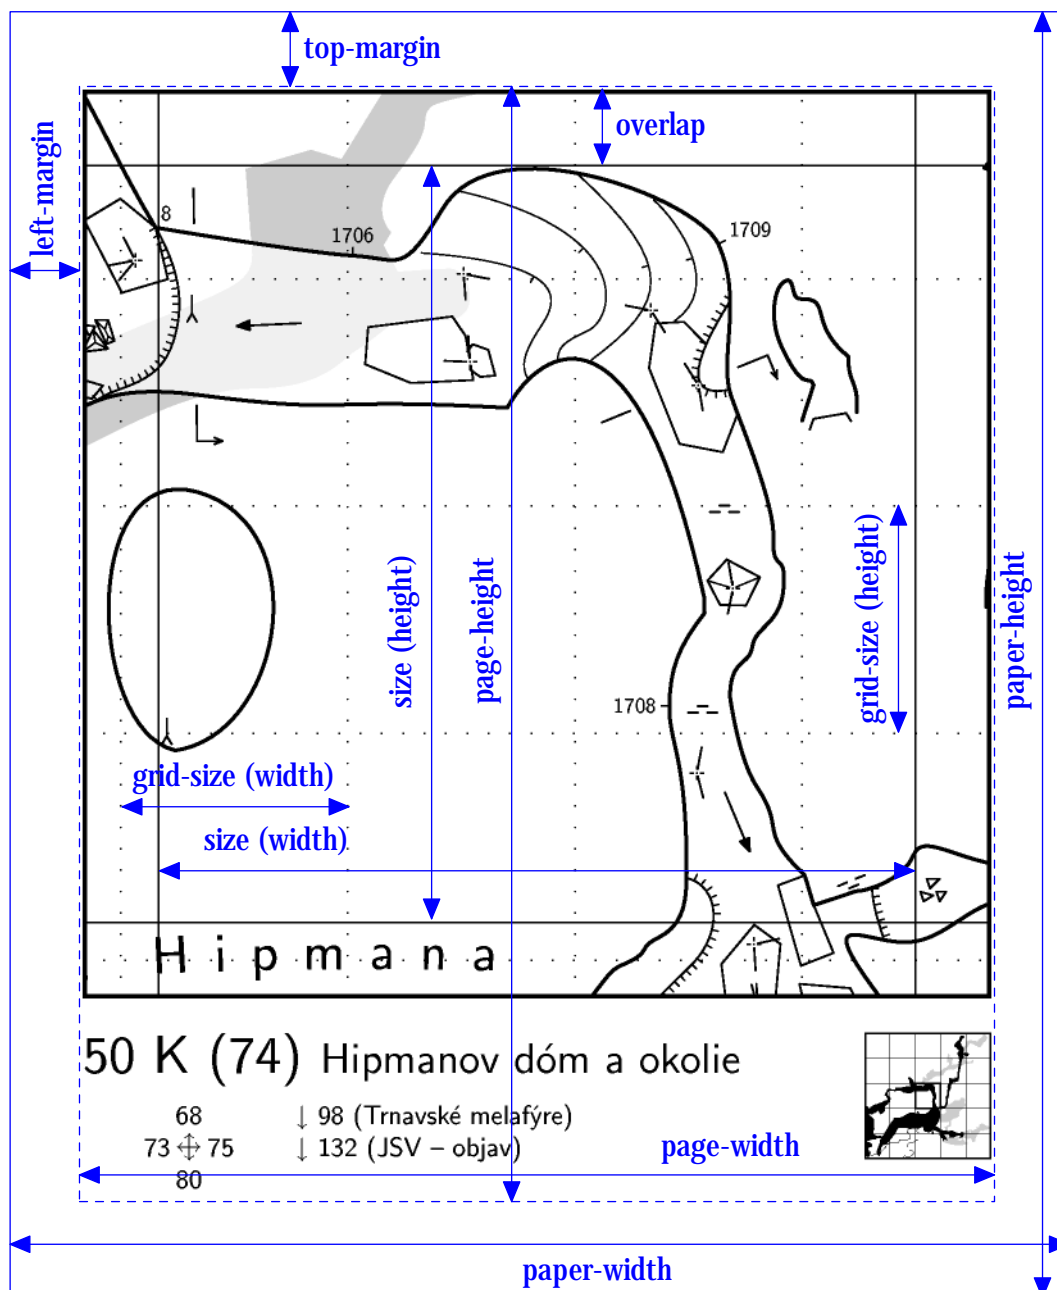 top-margin
overlap
left-margin
8
1706
1709
size (height)
page-height
grid-size (height)
paper-height
1708
grid-size (width)
size (width)
Hipmana
50 K (74) Hipmanov dóm a okolie
68 ↓ 98 (Trnavské melafýre)
73 75 ↓ 132 (JSV – objav)
80
page-width
paper-width